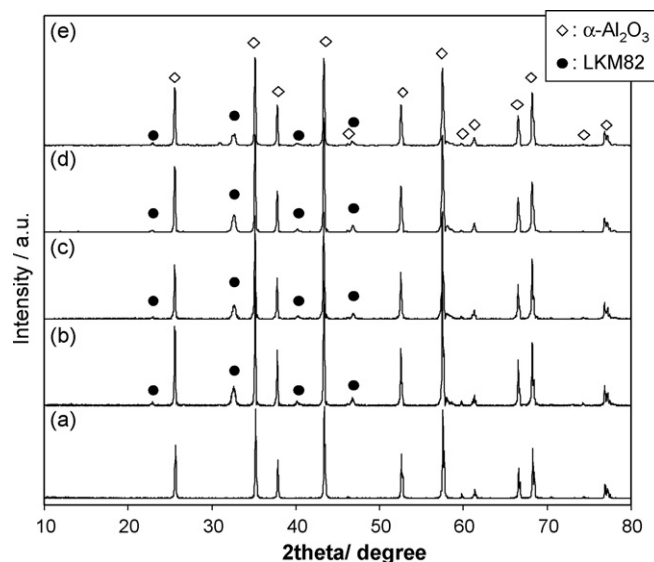 (e)
◇: α-Al₂O₃
●: LKM82
(d)
(c)
(b)
(a)
Intensity / a.u.
10 20 30 40 50 60 70 80
2theta/ degree